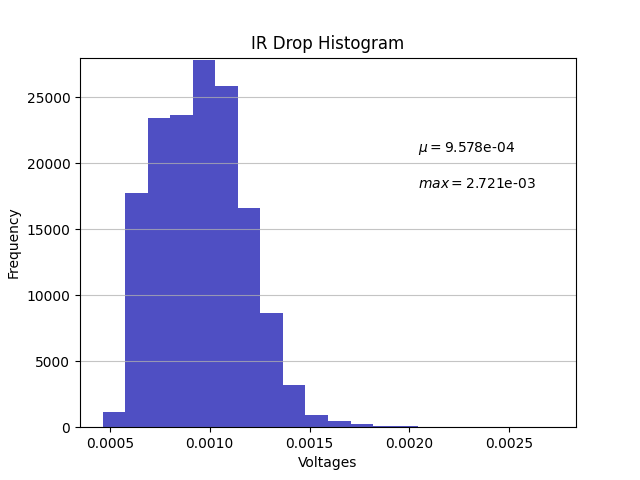 IR Drop Histogram
25000
20000
15000
10000
5000
0
Frequency
μ = 9.578e-04
max = 2.721e-03
0.0005 0.0010 0.0015 0.0020 0.0025
Voltages